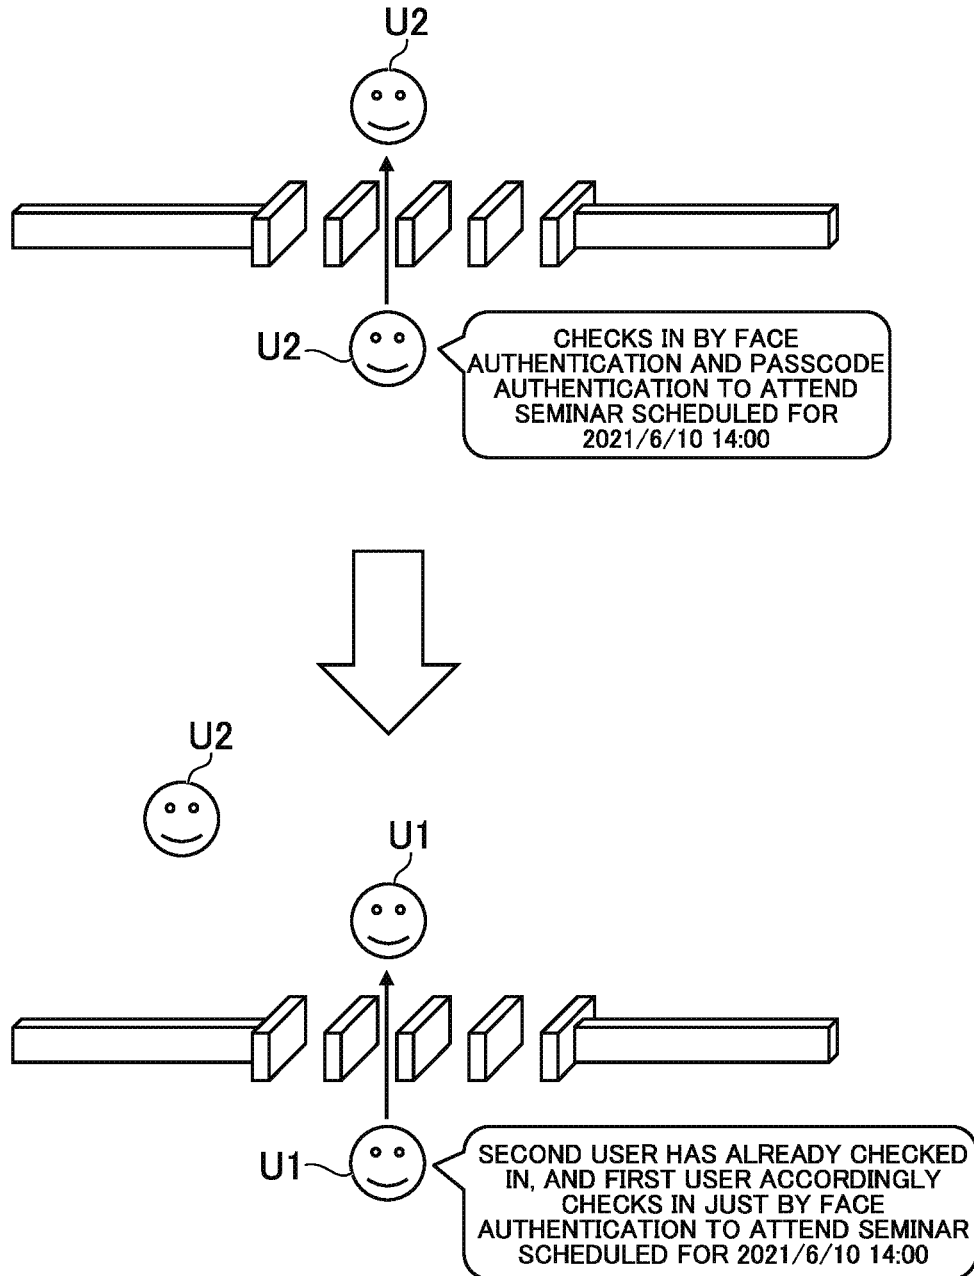 U2
U2
CHECKS IN BY FACE
AUTHENTICATION AND PASSCODE
AUTHENTICATION TO ATTEND
SEMINAR SCHEDULED FOR
2021/6/10 14:00
U2
U1
U1
SECOND USER HAS ALREADY CHECKED
IN, AND FIRST USER ACCORDINGLY
CHECKS IN JUST BY FACE
AUTHENTICATION TO ATTEND SEMINAR
SCHEDULED FOR 2021/6/10 14:00